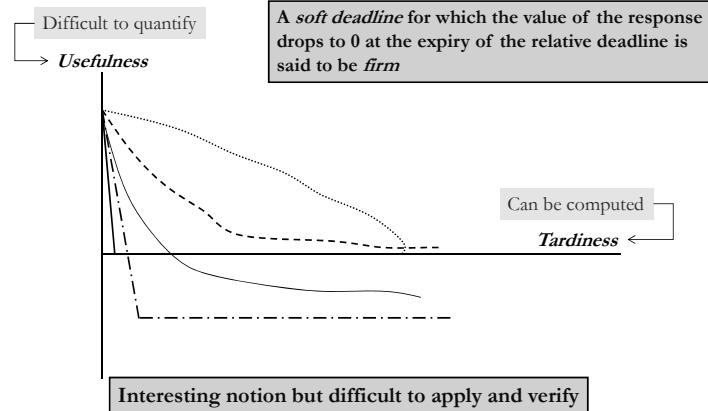 Difficult to quantify
A soft deadline for which the value of the response
drops to 0 at the expiry of the relative deadline is
said to be firm
Usefulness
Can be computed
Tardiness
Interesting notion but difficult to apply and verify